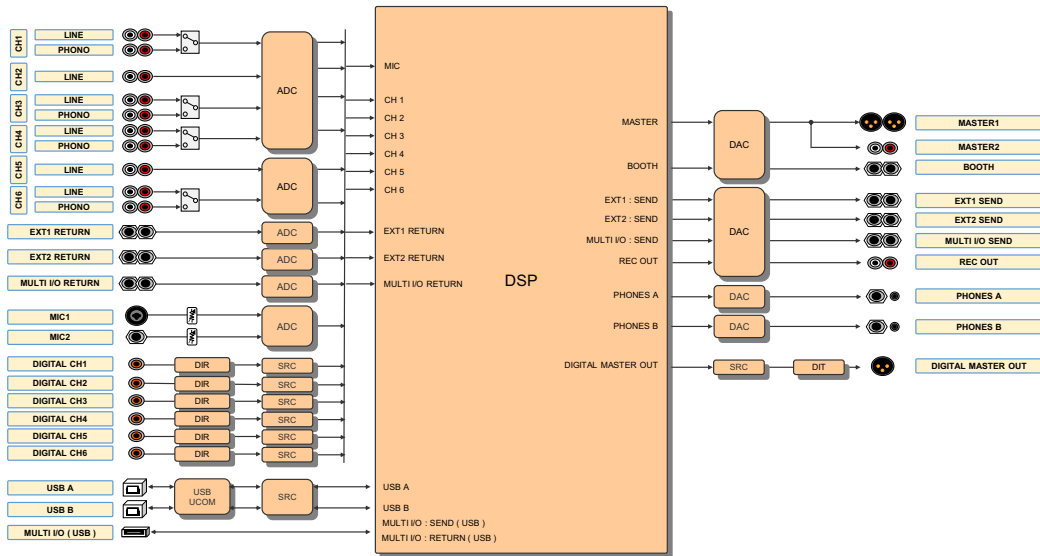 CH1
LINE
PHONO
CH2
LINE
CH3
LINE
PHONO
CH4
LINE
PHONO
CH5
LINE
CH6
LINE
PHONO
EXT1 RETURN
EXT2 RETURN
MULTI I/O RETURN
MIC1
MIC2
DIGITAL CH1
DIGITAL CH2
DIGITAL CH3
DIGITAL CH4
DIGITAL CH5
DIGITAL CH6
USB A
USB B
MULTI I/O ( USB )
ADC
ADC
ADC
ADC
ADC
ADC
DIR
SRC
DIR
SRC
DIR
SRC
DIR
SRC
DIR
SRC
DIR
SRC
USB
UCOM
SRC
MIC
CH 1
CH 2
CH 3
CH 4
CH 5
CH 6
EXT1 RETURN
EXT2 RETURN
MULTI I/O RETURN
USB A
USB B
MULTI I/O : SEND ( USB )
MULTI I/O : RETURN ( USB )
DSP
MASTER
BOOTH
EXT1 : SEND
EXT2 : SEND
MULTI I/O : SEND
REC OUT
PHONES A
PHONES B
DIGITAL MASTER OUT
DAC
DAC
DAC
DAC
SRC
DIT
MASTER1
MASTER2
BOOTH
EXT1 SEND
EXT2 SEND
MULTI I/O SEND
REC OUT
PHONES A
PHONES B
DIGITAL MASTER OUT